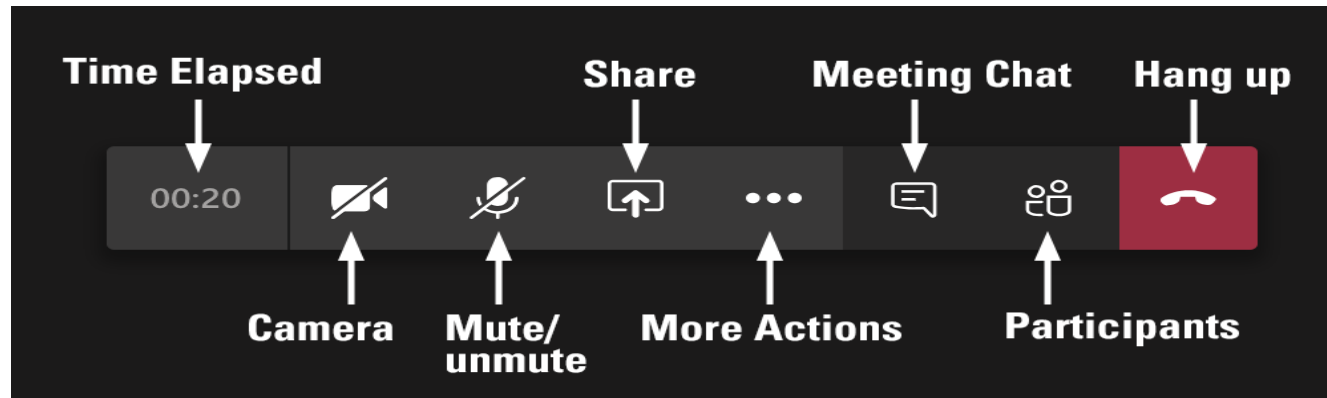 Time Elapsed
Share
Meeting Chat
Hang up
00:20
Camera
Mute/
unmute
More Actions
Participants